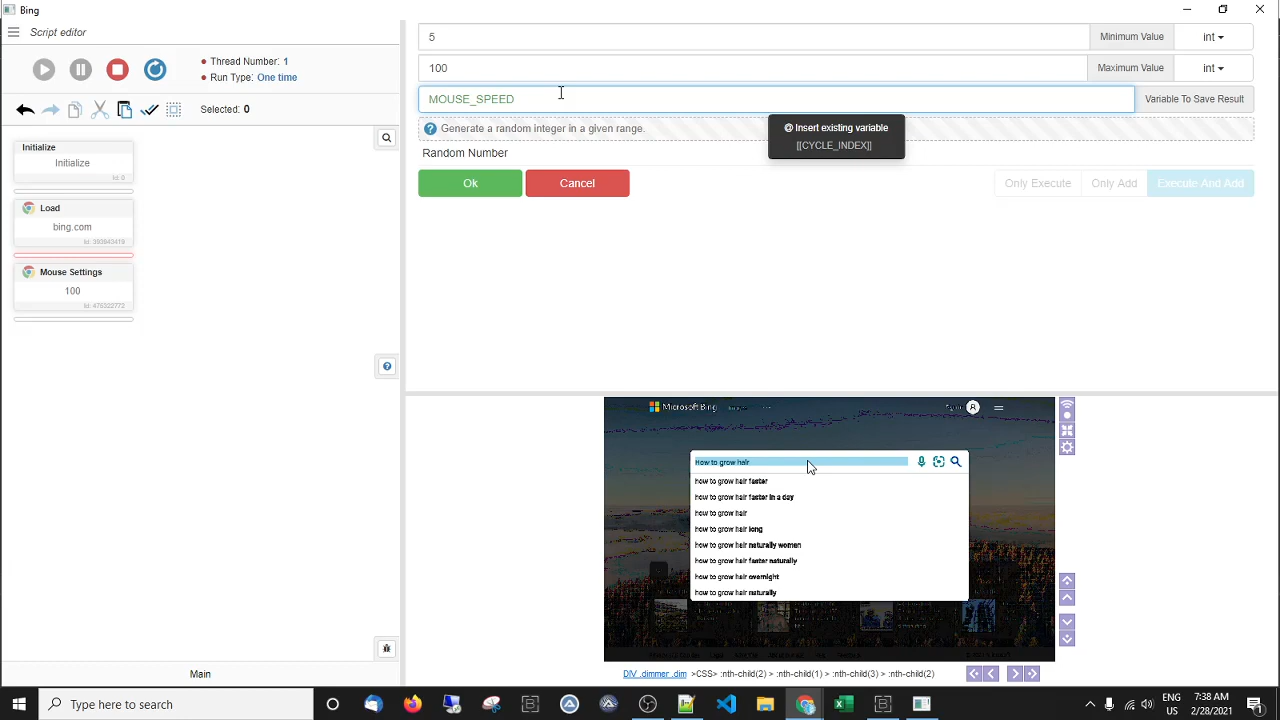 Bing
Script editor
Thread Number: 1
Run Type: One time
Selected: 0
Initialize
Initialize
Id: 0
Load
bing.com
Id: 393943419
Mouse Settings
100
Id: 475322772
Main
5
Minimum Value
int
100
Maximum Value
int
MOUSE_SPEED
Variable To Save Result
Generate a random integer in a given range.
Insert existing variable
[[CYCLE_INDEX]]
Random Number
Ok
Cancel
Only Execute
Only Add
Execute And Add
Microsoft Bing
How to grow hair
how to grow hair faster
how to grow hair faster in a day
how to grow hair
how to grow hair long
how to grow hair naturally women
how to grow hair faster naturally
how to grow hair overnight
how to grow hair naturally
DIV .dimmer .dim >CSS> :nth-child(2) > :nth-child(1) > :nth-child(3) > :nth-child(2)
Type here to search
ENG
US
7:38 AM
2/28/2021